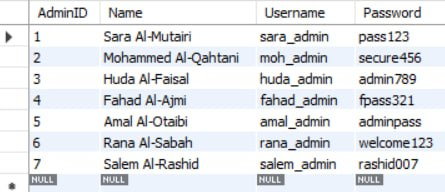 AdminID Name Username Password
1 Sara Al-Mutairi sara_admin pass123
2 Mohammed Al-Qahtani moh_admin secure456
3 Huda Al-Faisal huda_admin admin789
4 Fahad Al-Ajmi fahad_admin fpass321
5 Amal Al-Otaibi amal_admin adminpass
6 Rana Al-Sabah rana_admin welcome123
7 Salem Al-Rashid salem_admin rashid007
NULL NULL NULL NULL